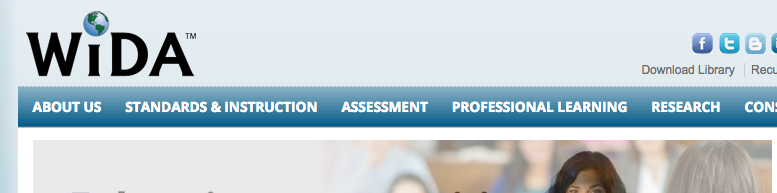 WiDA™
Download Library
ABOUT US STANDARDS & INSTRUCTION ASSESSMENT PROFESSIONAL LEARNING RESEARCH